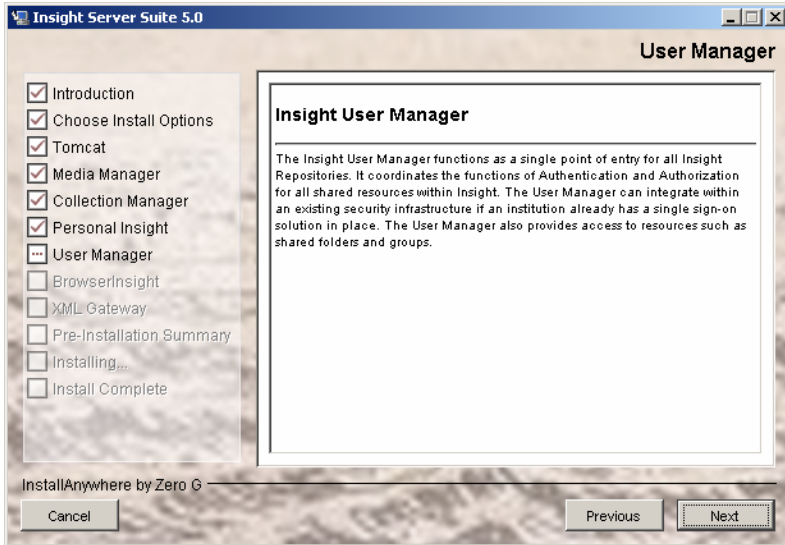 Insight Server Suite 5.0
User Manager
Introduction
Choose Install Options
Tomcat
Media Manager
Collection Manager
Personal Insight
User Manager
BrowserInsight
XML Gateway
Pre-Installation Summary
Installing...
Install Complete
Insight User Manager
The Insight User Manager functions as a single point of entry for all Insight
Repositories. It coordinates the functions of Authentication and Authorization
for all shared resources within Insight. The User Manager can integrate within
an existing security infrastructure if an institution already has a single sign-on
solution in place. The User Manager also provides access to resources such as
shared folders and groups.
InstallAnywhere by Zero G
Cancel
Previous
Next